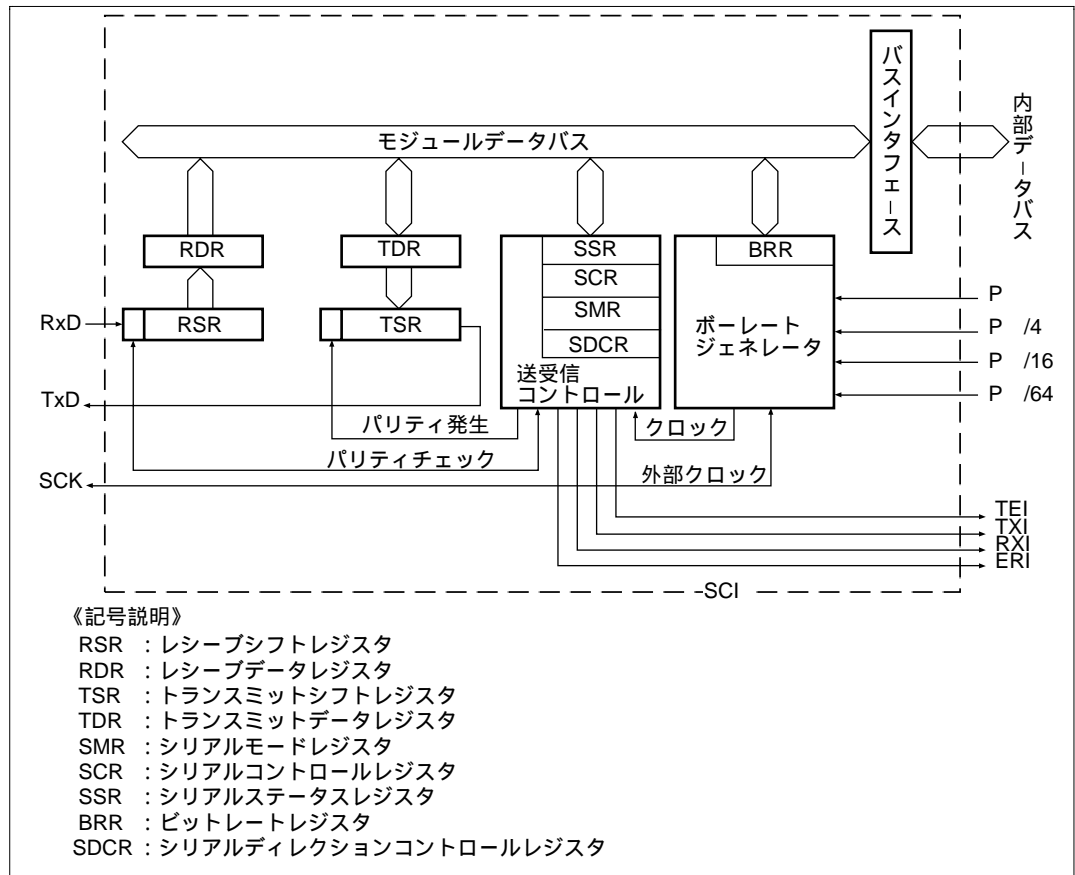 バスインタフェース
内部データバス
モジュールデータバス
RDR
TDR
SSR
BRR
SCR
RxD
RSR
TSR
SMR
SDCR
ボーレート
ジェネレータ
P
P /4
P /16
P /64
送受信
コントロール
TxD
パリティ発生
クロック
パリティチェック
SCK
外部クロック
TEI
TXI
RXI
ERI
SCI
《記号説明》
RSR :レシーブシフトレジスタ
RDR :レシーブデータレジスタ
TSR :トランスミットシフトレジスタ
TDR :トランスミットデータレジスタ
SMR :シリアルモードレジスタ
SCR :シリアルコントロールレジスタ
SSR :シリアルステータスレジスタ
BRR :ビットレートレジスタ
SDCR :シリアルディレクションコントロールレジスタ